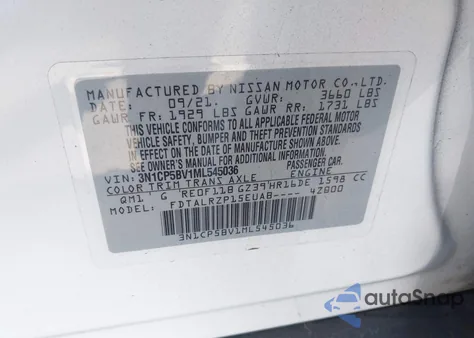 MANUFACTURED BY NISSAN MOTOR CO., LTD.
DATE: 09/21. GVWR: 3660 LBS
GAWR FR: 1929 LBS GAWR RR: 1731 LBS
THIS VEHICLE CONFORMS TO ALL APPLICABLE FEDERAL MOTOR
VEHICLE SAFETY, BUMPER, AND THEFT PREVENTION STANDARDS
IN EFFECT ON THE DATE OF MANUFACTURE SHOWN ABOVE.
SEE OWNER'S MANUAL FOR ADDITIONAL INFORMATION
VIN: 3N1CP5BV1ML545036 PASSENGER CAR
COLOR TRIM TRANS AXLE ENGINE
QM1 G RE0F11B GZ39 HR16DE 1598 CC
MODEL: FDTALRZP15EUAB---- 4Z800
3N1CP5BV1ML545036
autoSnap